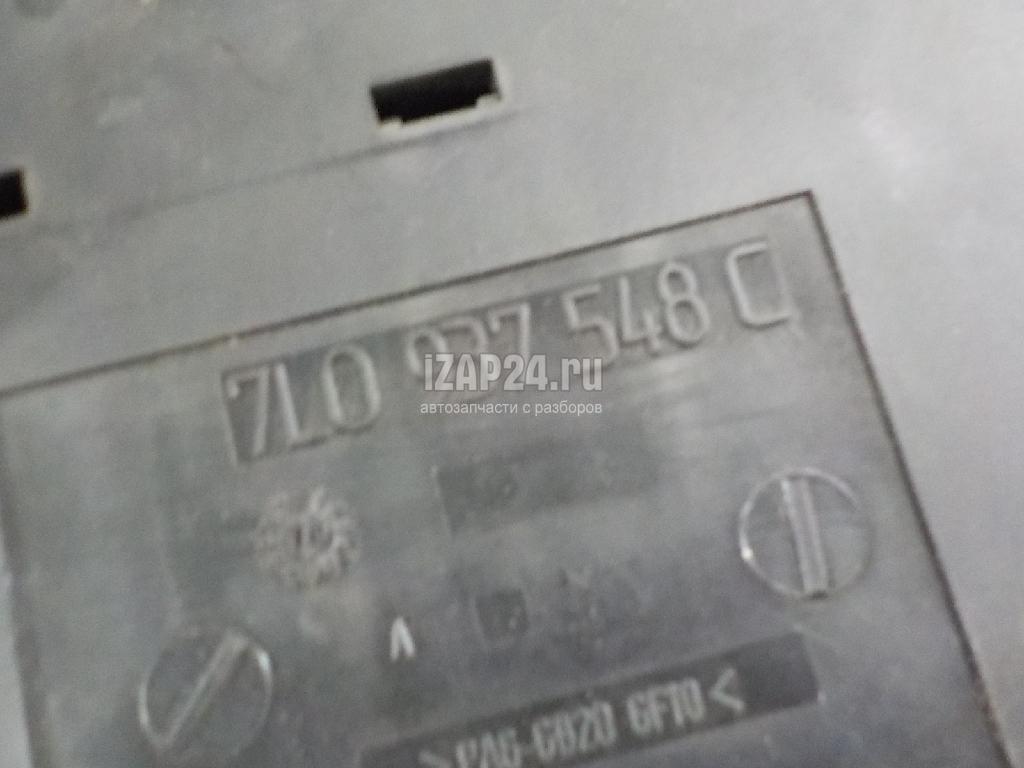 7L0 937 548 C
iZAP24.ru
автозапчасти с разборов
>PA6-GB20 GF10<